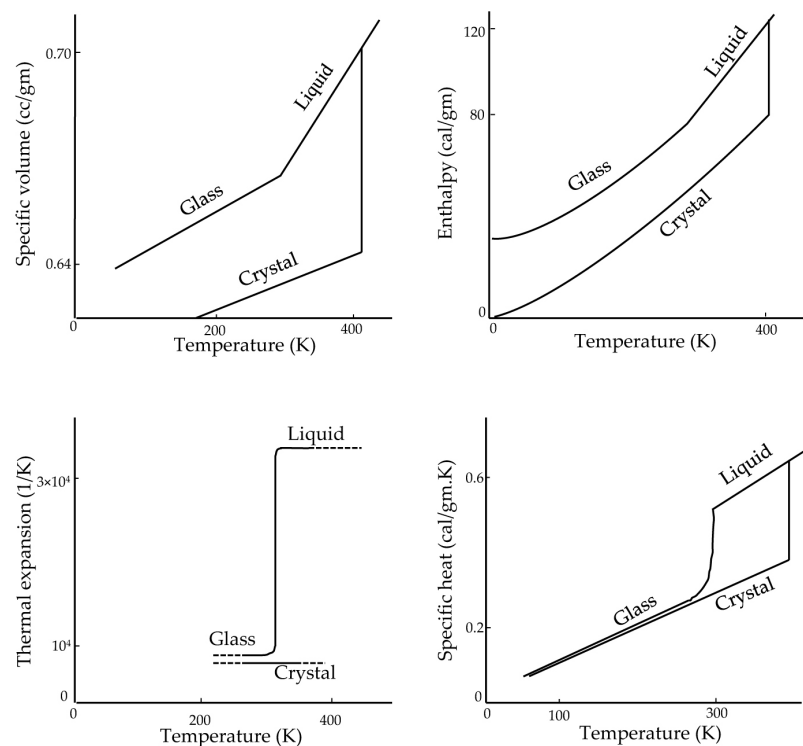 Specific volume (cc/gm)
0.70
0.64
0
Liquid
Glass
Crystal
200
400
Temperature (K)
Enthalpy (cal/gm)
120
80
0
Liquid
Glass
Crystal
0
400
Temperature (K)
Thermal expansion (1/K)
3×10⁴
10⁴
0
Liquid
Glass
Crystal
0
200
400
Temperature (K)
Specific heat (cal/gm.K)
0.6
0.2
0
Liquid
Glass
Crystal
0
100
300
Temperature (K)